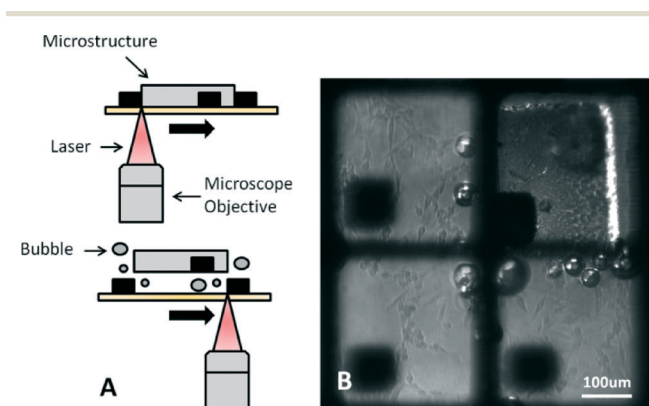 Microstructure
Laser
Microscope
Objective
Bubble
A
B
100um